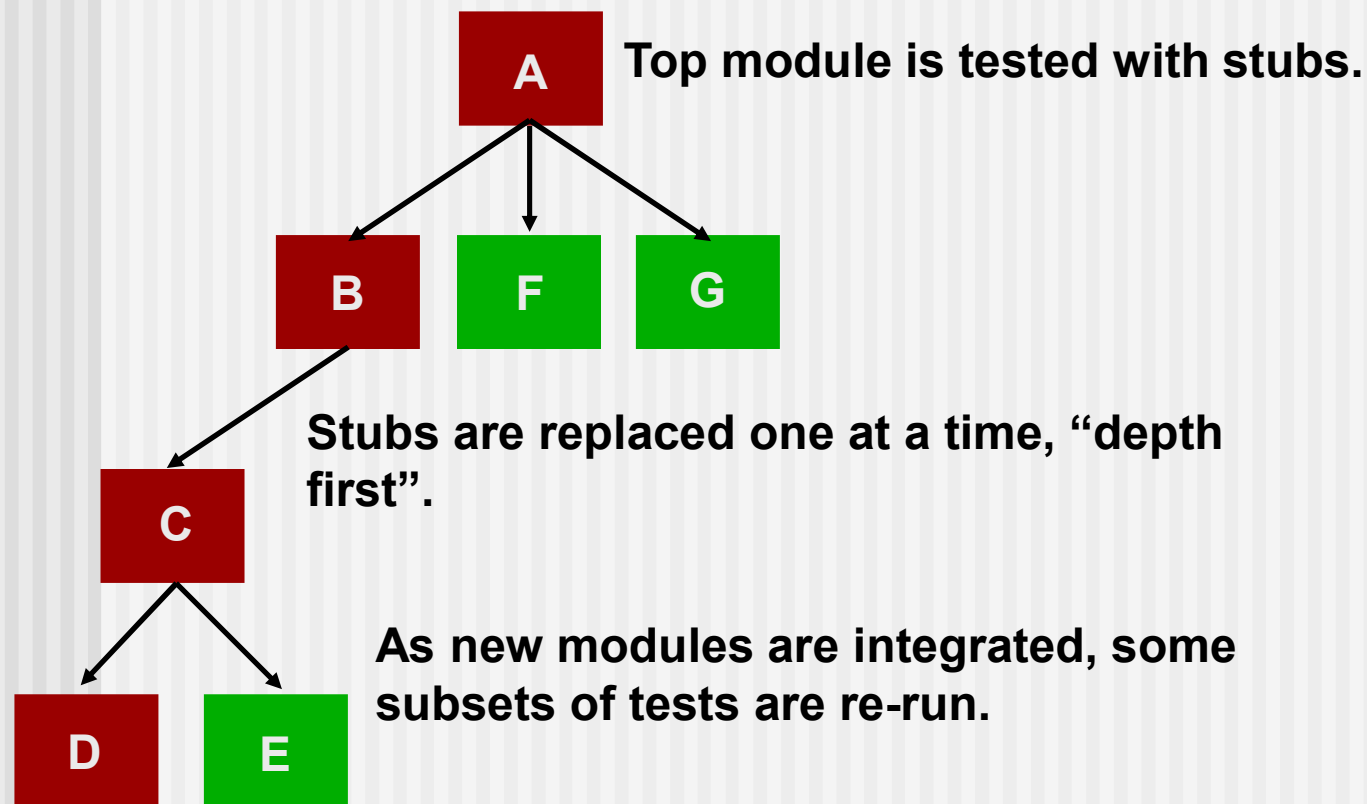 A
Top module is tested with stubs.
B
F
G
Stubs are replaced one at a time, “depth
first”.
C
As new modules are integrated, some
subsets of tests are re-run.
D
E